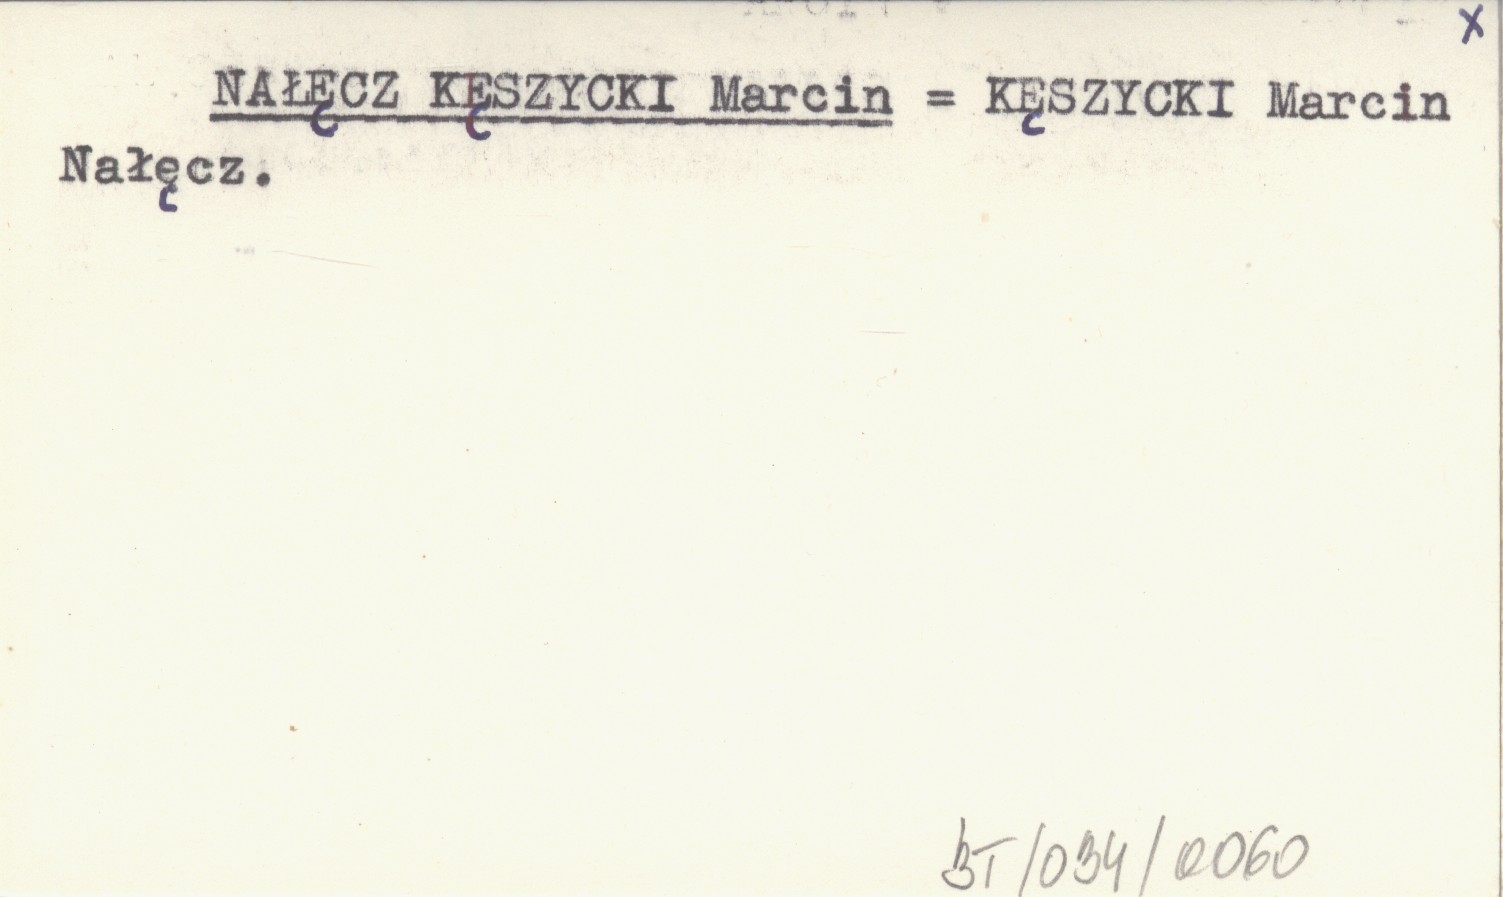 x
NAŁĘCZ KĘSZYCKI Marcin = KĘSZYCKI Marcin
Nałęcz.
BT/034/0060